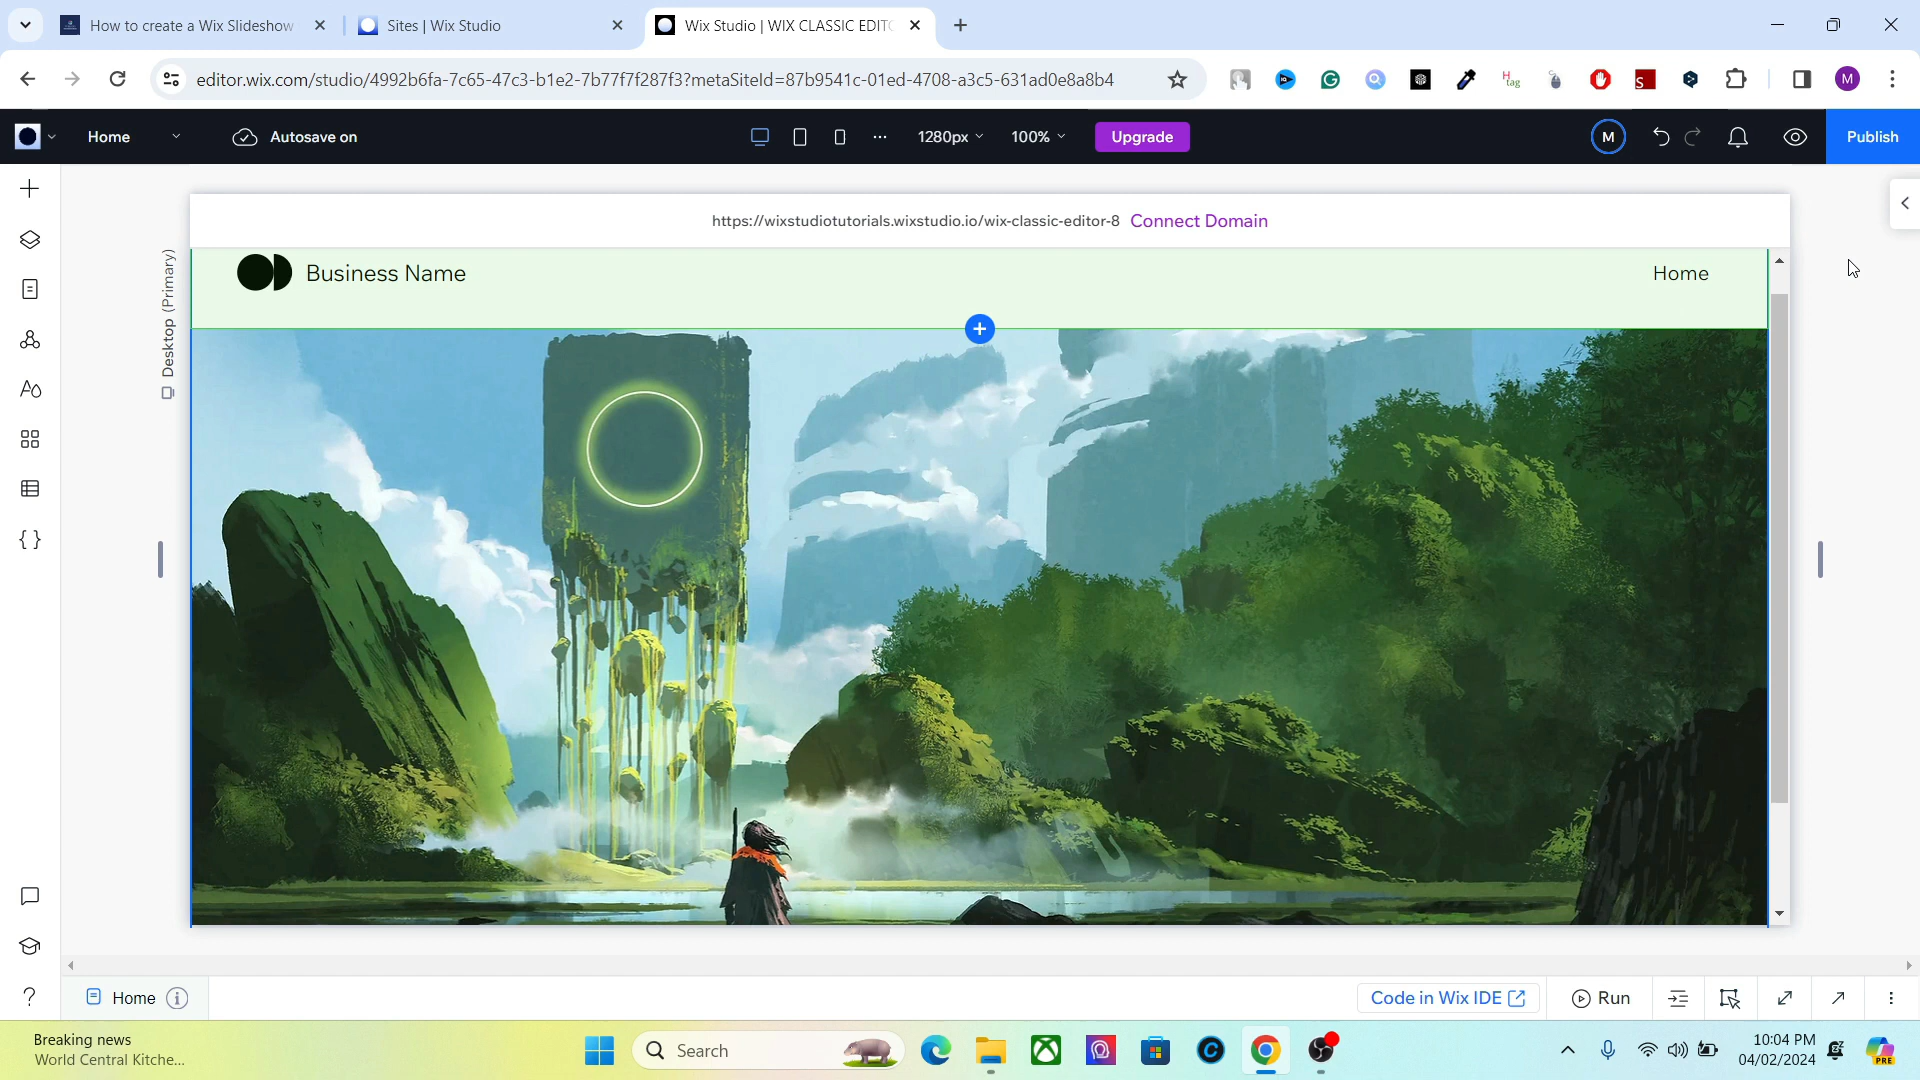 How to create a Wix Slideshow
Sites | Wix Studio
Wix Studio | WIX CLASSIC EDIT
editor.wix.com/studio/4992b6fa-7c65-47c3-b1e2-7b77f7f287f3?metaSiteId=87b9541c-01ed-4708-a3c5-631ad0e8a8b4
H tag
S
M
Home
Autosave on
1280px
100%
Upgrade
M
Publish
https://wixstudiotutorials.wixstudio.io/wix-classic-editor-8 Connect Domain
Desktop (Primary)
Business Name
Home
Home
Code in Wix IDE
Run
Breaking news
World Central Kitche...
Search
10:04 PM
04/02/2024
PRE